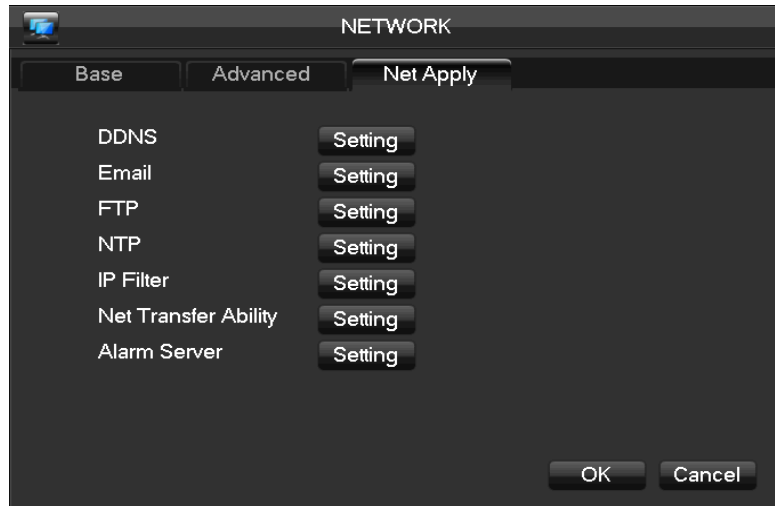 NETWORK
Base Advanced Net Apply
DDNS Setting
Email Setting
FTP Setting
NTP Setting
IP Filter Setting
Net Transfer Ability Setting
Alarm Server Setting
OK Cancel